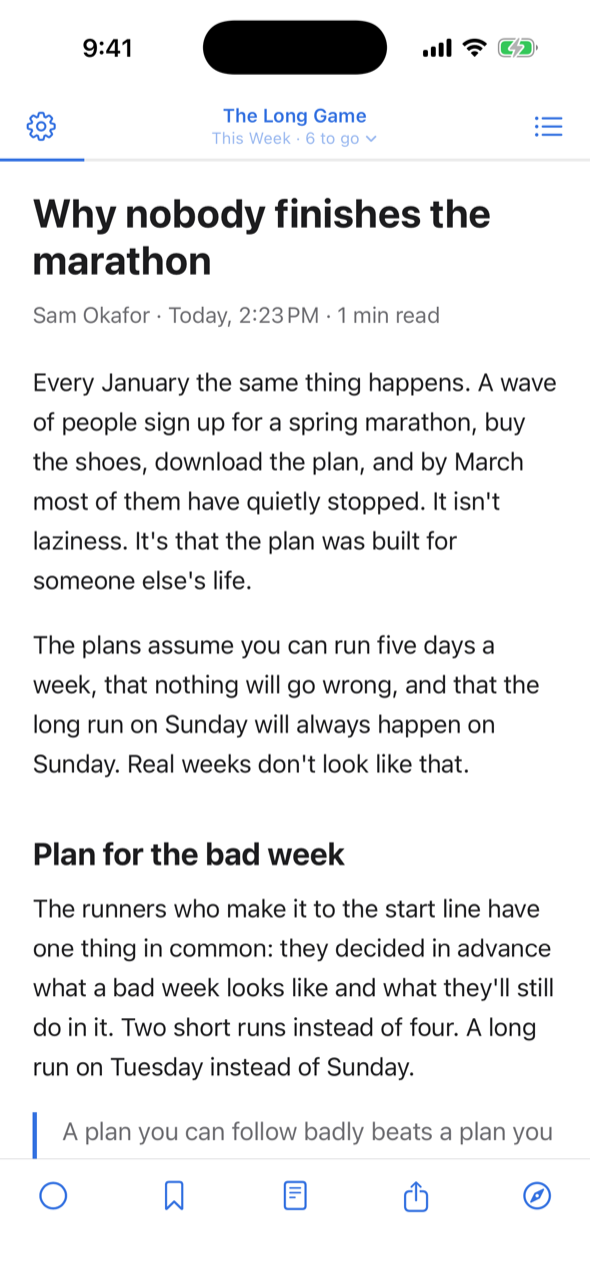 9:41
The Long Game
This Week · 6 to go
Why nobody finishes the
marathon
Sam Okafor · Today, 2:23 PM · 1 min read
Every January the same thing happens. A wave
of people sign up for a spring marathon, buy
the shoes, download the plan, and by March
most of them have quietly stopped. It isn't
laziness. It's that the plan was built for
someone else's life.
The plans assume you can run five days a
week, that nothing will go wrong, and that the
long run on Sunday will always happen on
Sunday. Real weeks don't look like that.
Plan for the bad week
The runners who make it to the start line have
one thing in common: they decided in advance
what a bad week looks like and what they'll still
do in it. Two short runs instead of four. A long
run on Tuesday instead of Sunday.
A plan you can follow badly beats a plan you